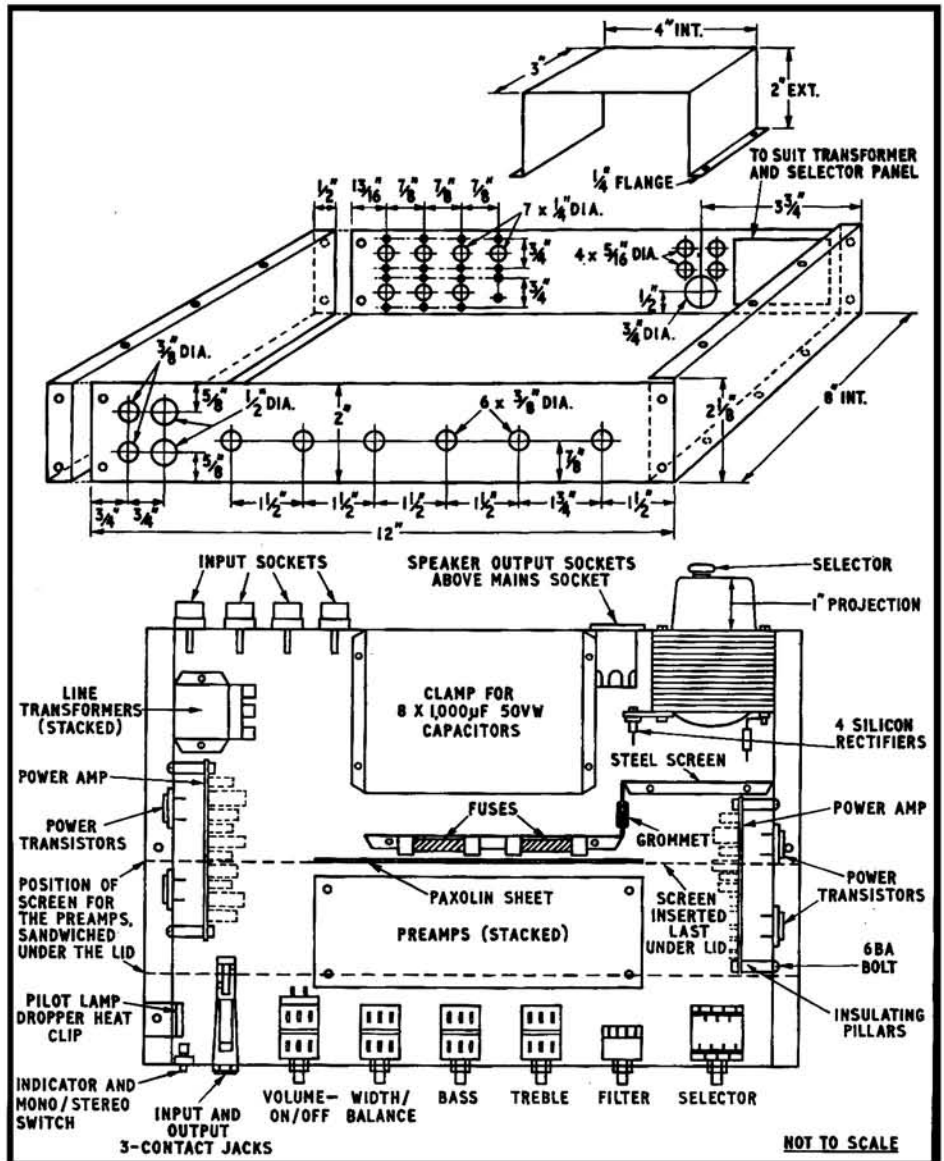 4" INT.
3"
2" EXT.
1/4" FLANGE
TO SUIT TRANSFORMER
AND SELECTOR PANEL
1/2"
13/16"
7/8"
7/8"
7/8"
7 x 1/4" DIA.
3 3/4"
3/4"
3/4"
4 x 5/16" DIA.
1/2"
3/4" DIA.
3/8" DIA.
5/8"
1/2" DIA.
2"
6 x 3/8" DIA.
2 1/8"
8" INT.
5/8"
7/8"
3/4"
3/4"
1 1/2"
1 1/2"
1 1/2"
1 1/2"
1 3/4"
1 1/2"
12"
INPUT SOCKETS
SPEAKER OUTPUT SOCKETS
ABOVE MAINS SOCKET
SELECTOR
1" PROJECTION
LINE
TRANSFORMERS
(STACKED)
CLAMP FOR
8 X 1,000µF 50VW
CAPACITORS
4 SILICON
RECTIFIERS
STEEL SCREEN
POWER AMP
FUSES
GROMMET
POWER AMP
POWER
TRANSISTORS
PAXOLIN SHEET
SCREEN
INSERTED
LAST
UNDER LID
POWER
TRANSISTORS
POSITION OF
SCREEN FOR
THE PREAMPS,
SANDWICHED
UNDER THE LID
PREAMPS (STACKED)
6BA
BOLT
INSULATING
PILLARS
PILOT LAMP
DROPPER HEAT
CLIP
INDICATOR AND
MONO/STEREO
SWITCH
INPUT AND
OUTPUT
3-CONTACT JACKS
VOLUME-
ON/OFF
WIDTH/
BALANCE
BASS
TREBLE
FILTER
SELECTOR
NOT TO SCALE